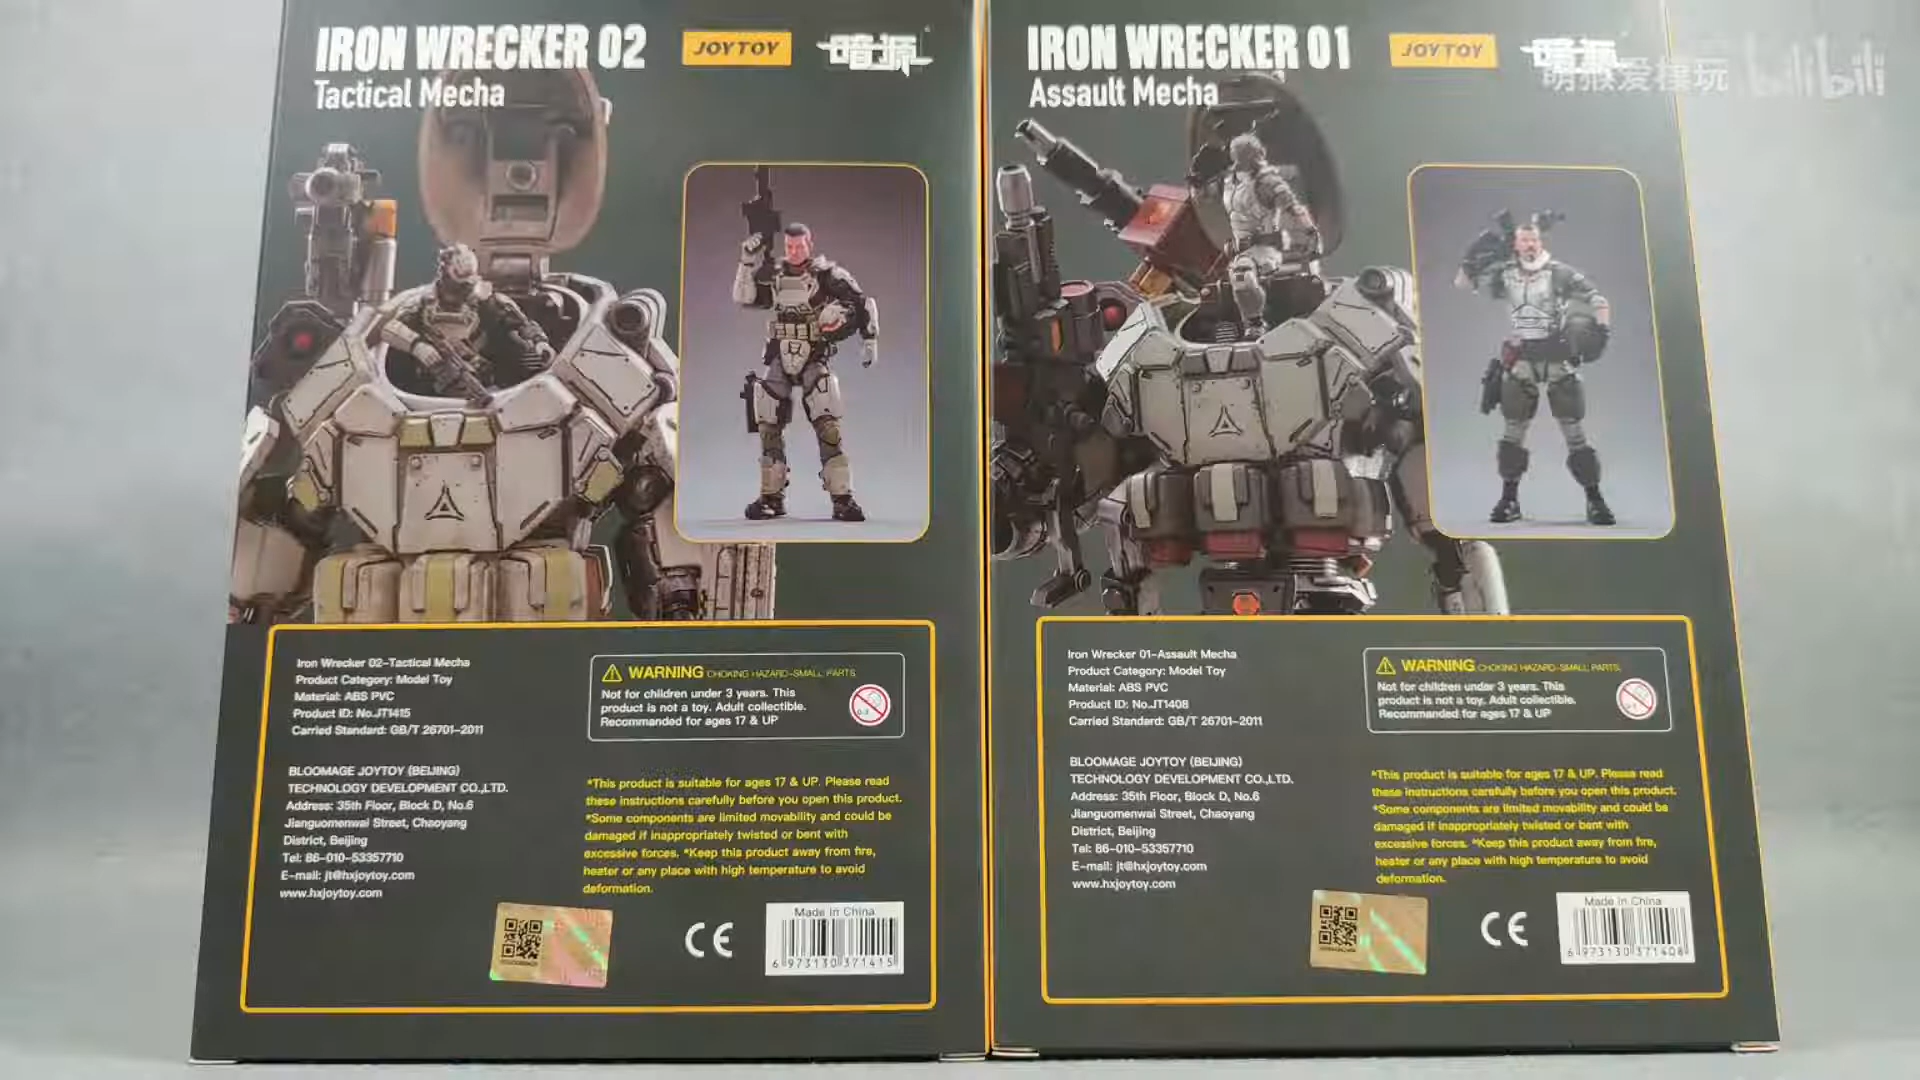 IRON WRECKER 02
JOYTOY
暗源
Tactical Mecha
Iron Wrecker 02-Tactical Mecha
Product Category: Model Toy
Material: ABS PVC
Product ID: No.JT1415
Carried Standard: GB/T 26701-2011
BLOOMAGE JOYTOY (BEIJING)
TECHNOLOGY DEVELOPMENT CO.,LTD.
Address: 35th Floor, Block D, No.6
Jianguomenwai Street, Chaoyang
District, Beijing
Tel: 86-010-53357710
E-mail: jt@hxjoytoy.com
www.hxjoytoy.com
WARNING CHOKING HAZARD-SMALL PARTS
Not for children under 3 years. This
product is not a toy. Adult collectible.
Recommanded for ages 17 & UP
0-3
*This product is suitable for ages 17 & UP. Please read
these instructions carefully before you open this product.
*Some components are limited movability and could be
damaged if inappropriately twisted or bent with
excessive forces. *Keep this product away from fire,
heater or any place with high temperature to avoid
deformation.
CE
Made in China
6 973130 371415
IRON WRECKER 01
JOYTOY
暗源
Assault Mecha
萌猴爱模玩 bilibili
Iron Wrecker 01-Assault Mecha
Product Category: Model Toy
Material: ABS PVC
Product ID: No.JT1408
Carried Standard: GB/T 26701-2011
BLOOMAGE JOYTOY (BEIJING)
TECHNOLOGY DEVELOPMENT CO.,LTD.
Address: 35th Floor, Block D, No.6
Jianguomenwai Street, Chaoyang
District, Beijing
Tel: 86-010-53357710
E-mail: jt@hxjoytoy.com
www.hxjoytoy.com
WARNING CHOKING HAZARD-SMALL PARTS
Not for children under 3 years. This
product is not a toy. Adult collectible.
Recommanded for ages 17 & UP
0-3
*This product is suitable for ages 17 & UP. Please read
these instructions carefully before you open this product.
*Some components are limited movability and could be
damaged if inappropriately twisted or bent with
excessive forces. *Keep this product away from fire,
heater or any place with high temperature to avoid
deformation.
CE
Made in China
6 973130 371408